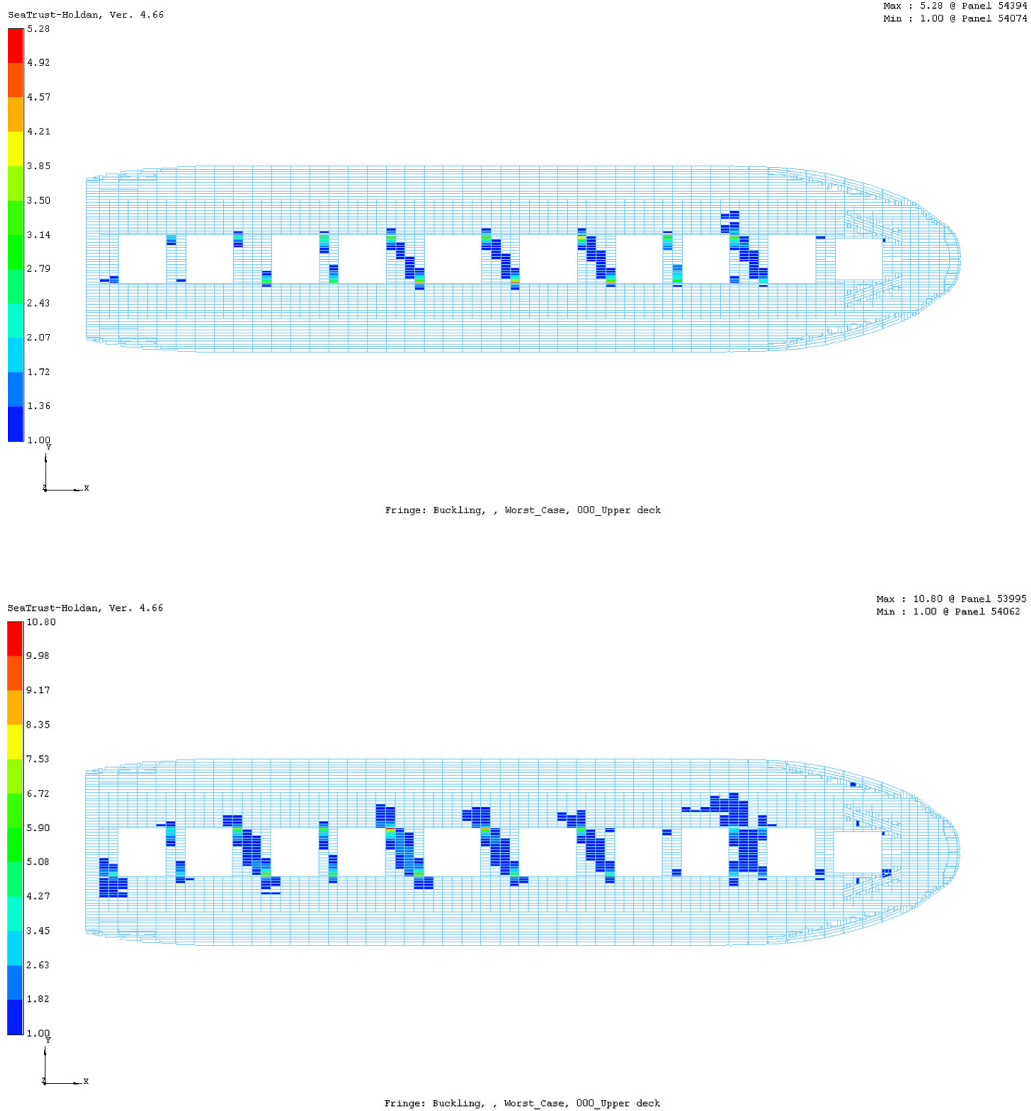 Max : 5.28 @ Panel 54394
SeaTrust-Holdan, Ver. 4.66
Min : 1.00 @ Panel 54074
5.28
4.92
4.57
4.21
3.85
3.50
3.14
2.79
2.43
2.07
1.72
1.36
1.00
Y
Z X
Fringe: Buckling, , Worst_Case, 000_Upper deck
Max : 10.80 @ Panel 53995
SeaTrust-Holdan, Ver. 4.66
Min : 1.00 @ Panel 54062
10.80
9.98
9.17
8.35
7.53
6.72
5.90
5.08
4.27
3.45
2.63
1.82
1.00
Y
Z X
Fringe: Buckling, , Worst_Case, 000_Upper deck